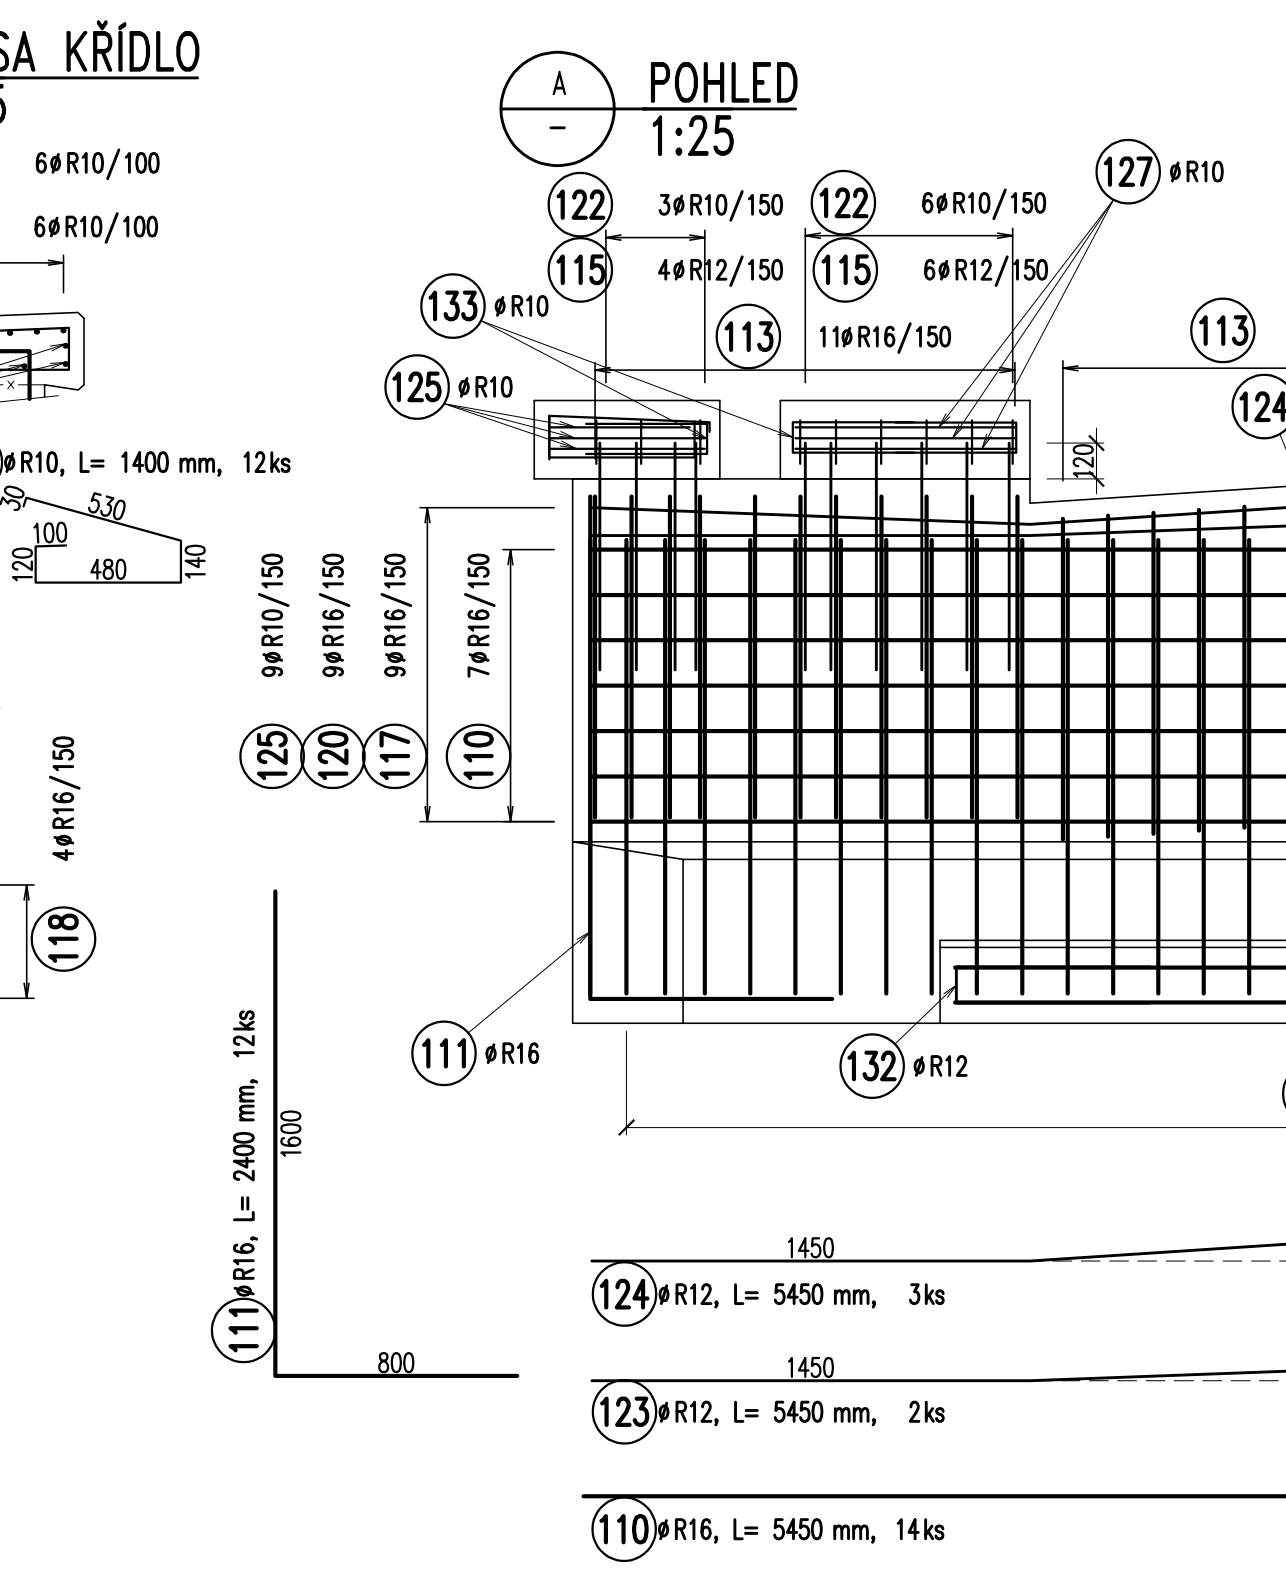 SA KŘÍDLO
5
6øR10/100
6øR10/100
A
–
POHLED
1:25
122
3øR10/150
122
6øR10/150
127
øR10
115
4øR12/150
115
6øR12/150
133
øR10
113
11øR16/150
113
125
øR10
124
120
øR10, L= 1400 mm, 12ks
30
530
100
120
480
140
9øR10/150
9øR16/150
9øR16/150
7øR16/150
125
120
117
110
4øR16/150
118
111
øR16
132
øR12
111
øR16, L= 2400 mm, 12ks
1600
800
1450
124
øR12, L= 5450 mm, 3ks
1450
123
øR12, L= 5450 mm, 2ks
110
øR16, L= 5450 mm, 14ks